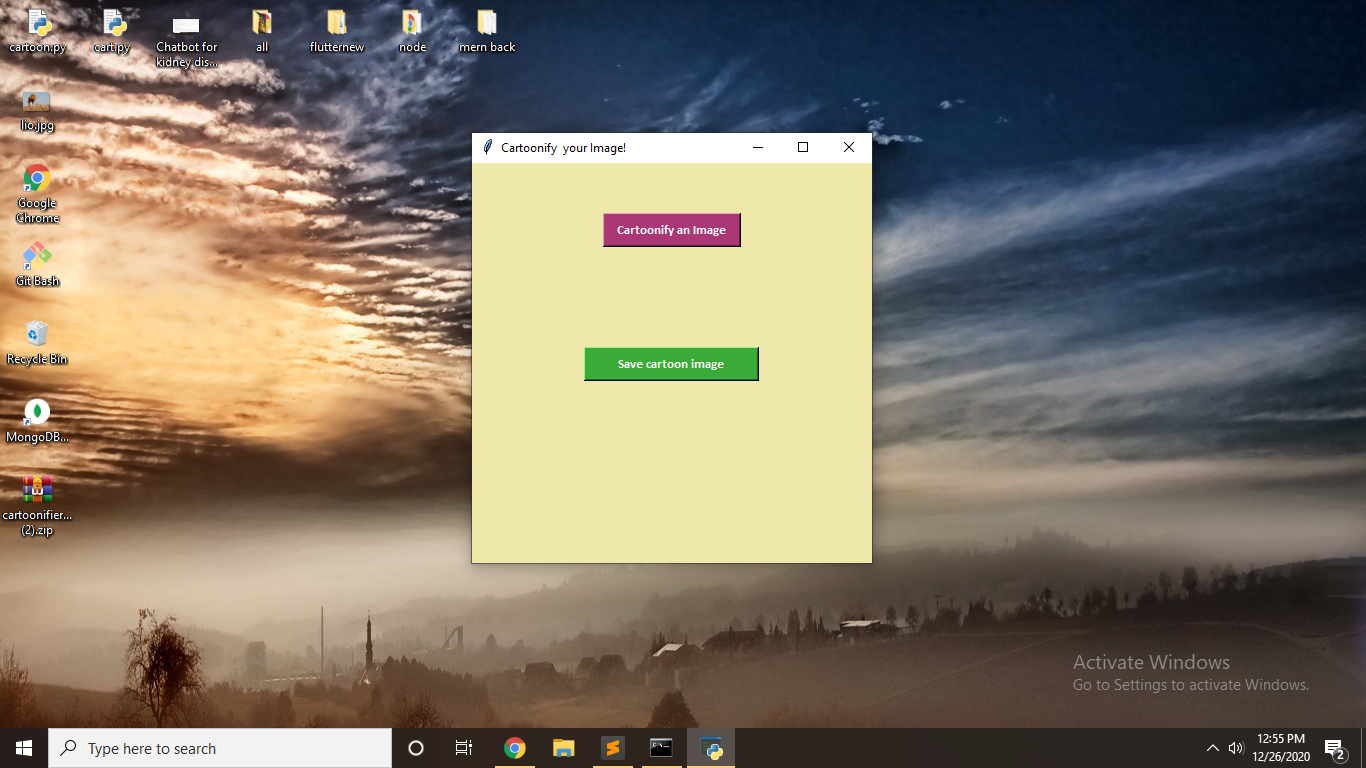 cartoon.py
cart.py
Chatbot for
kidney dis...
all
flutternew
node
mern back
lio.jpg
Google
Chrome
Git Bash
Recycle Bin
MongoDB...
cartoonifier...
(2).zip
Cartoonify  your Image!
Cartoonify an Image
Save cartoon image
Activate Windows
Go to Settings to activate Windows.
Type here to search
12:55 PM
12/26/2020
2